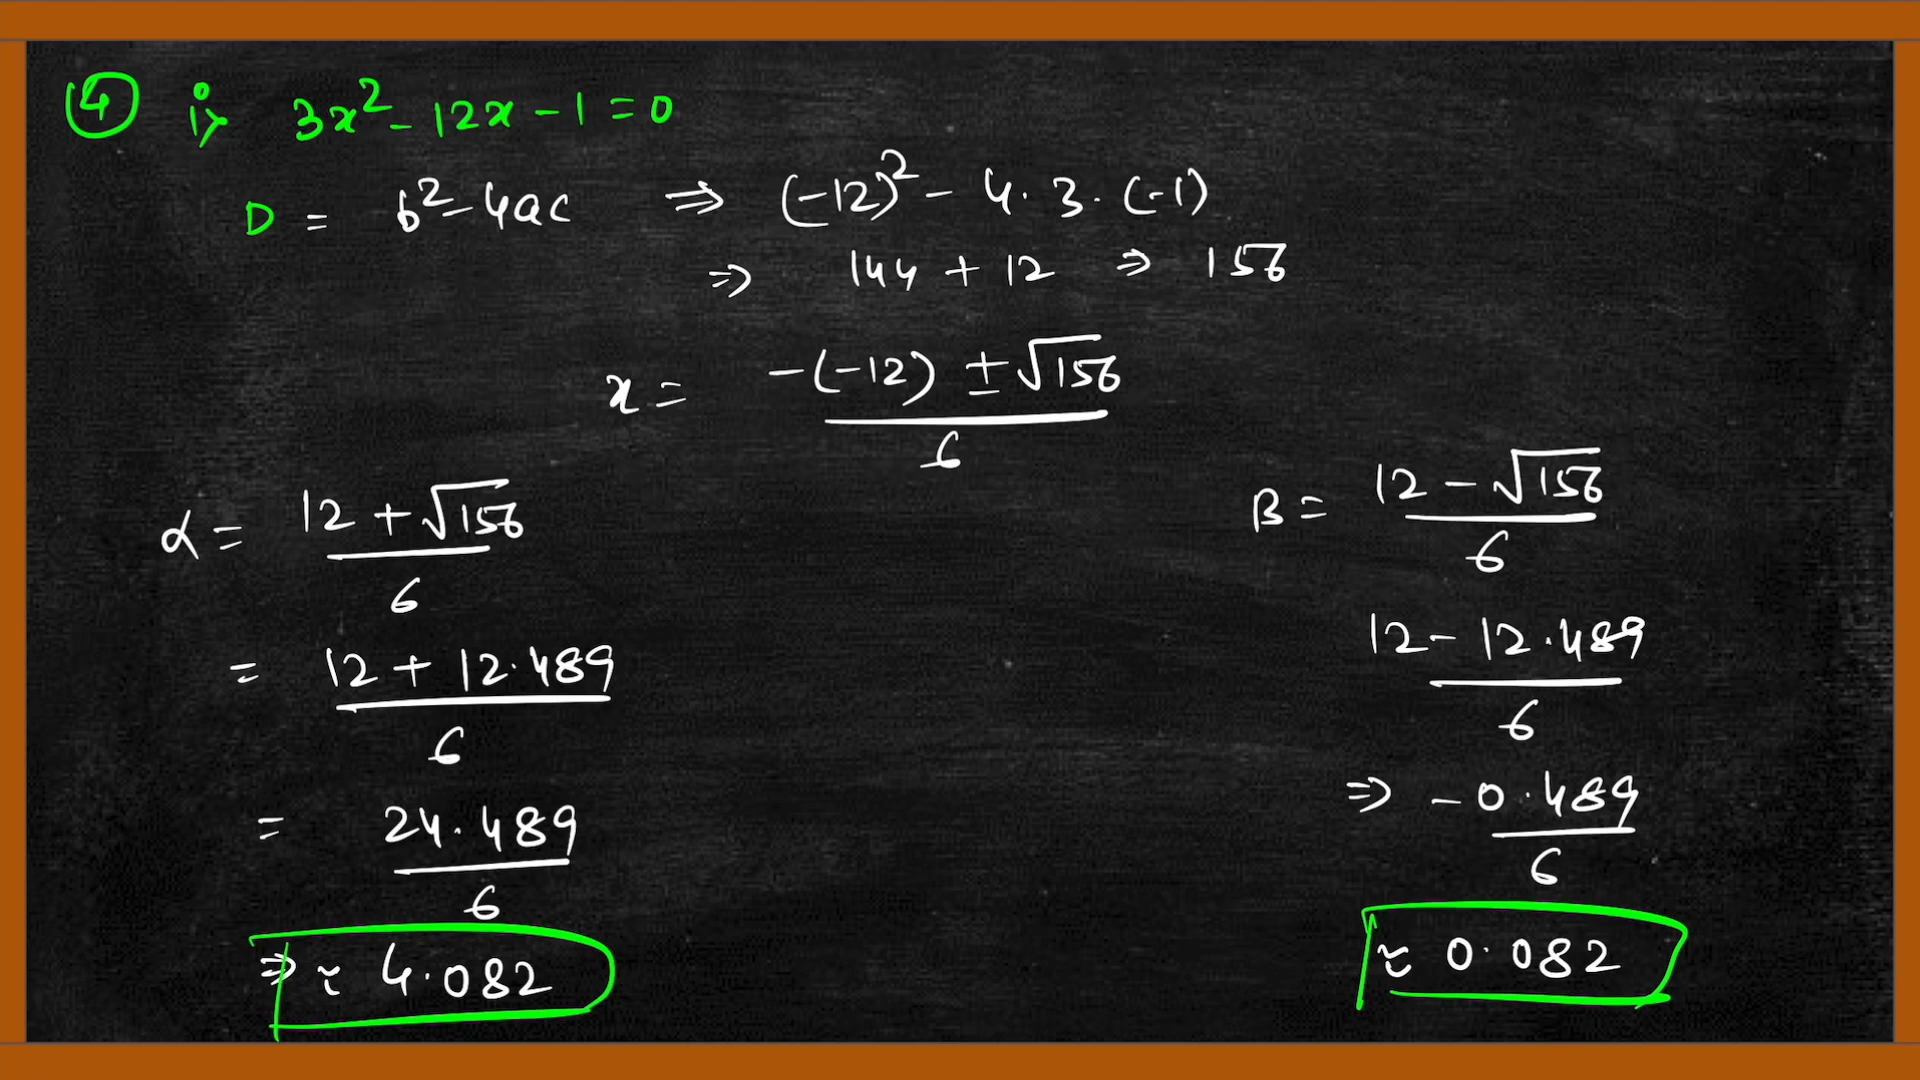 ④ i) 3x² - 12x - 1 = 0
D = b² - 4ac ⇒ (-12)² - 4 . 3 . (-1)
⇒ 144 + 12 ⇒ 156
x = -(-12) ± √156
6
α = 12 + √156
6
= 12 + 12.489
6
= 24.489
6
⇒ ≈ 4.082
β = 12 - √156
6
12 - 12.489
6
⇒ -0.489
6
≈ 0.082